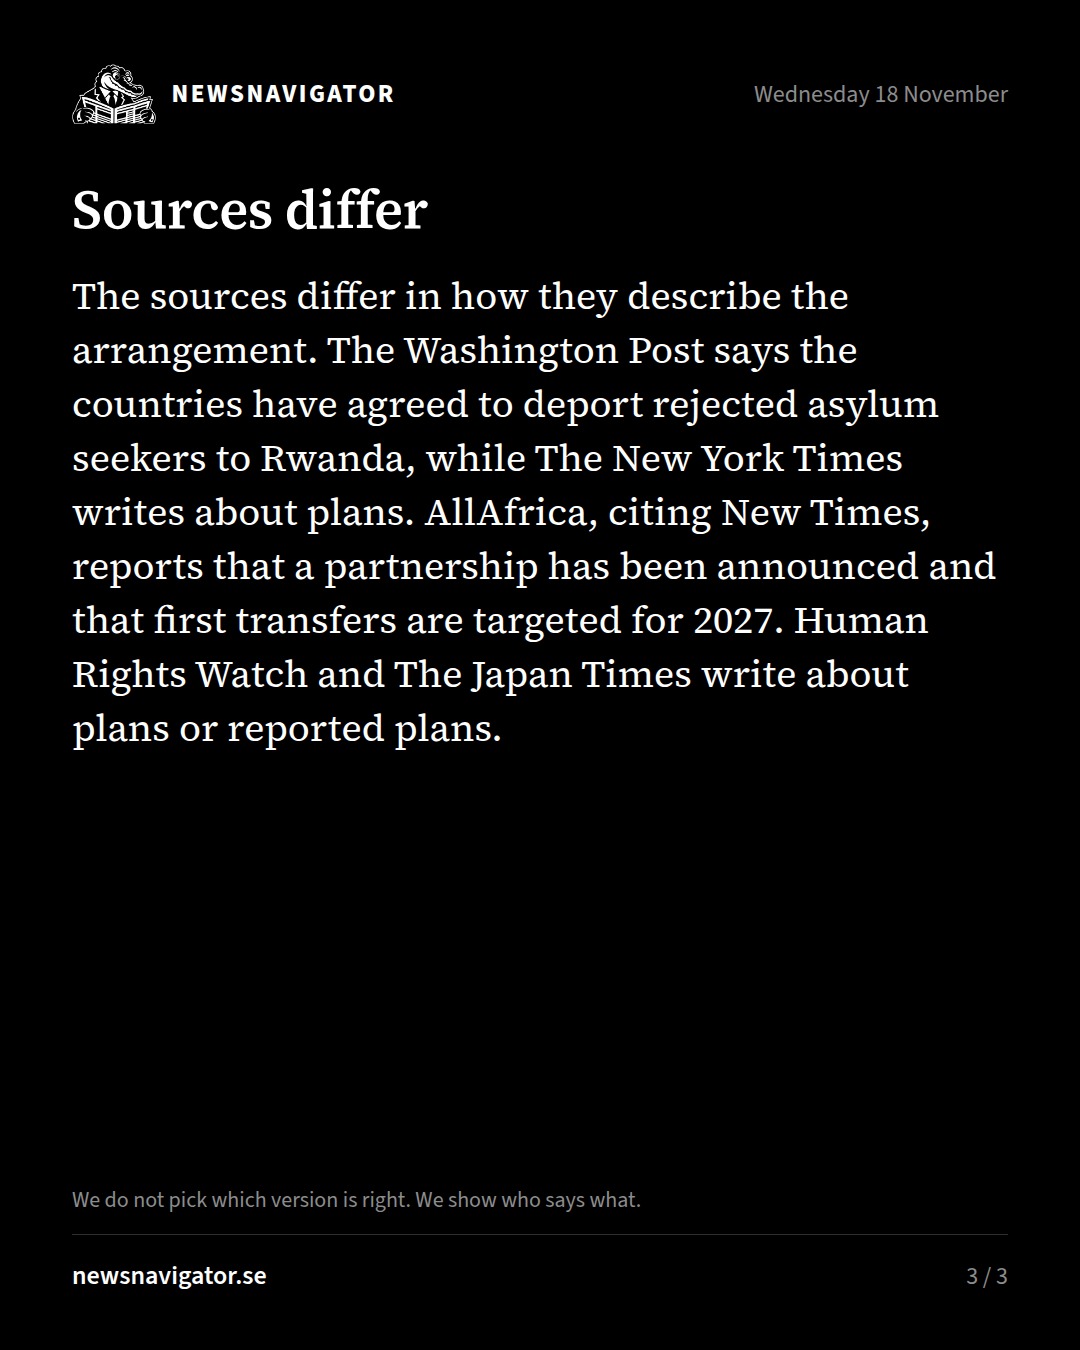 NEWSNAVIGATOR
Wednesday 18 November
Sources differ
The sources differ in how they describe the
arrangement. The Washington Post says the
countries have agreed to deport rejected asylum
seekers to Rwanda, while The New York Times
writes about plans. AllAfrica, citing New Times,
reports that a partnership has been announced and
that first transfers are targeted for 2027. Human
Rights Watch and The Japan Times write about
plans or reported plans.
We do not pick which version is right. We show who says what.
newsnavigator.se
3 / 3